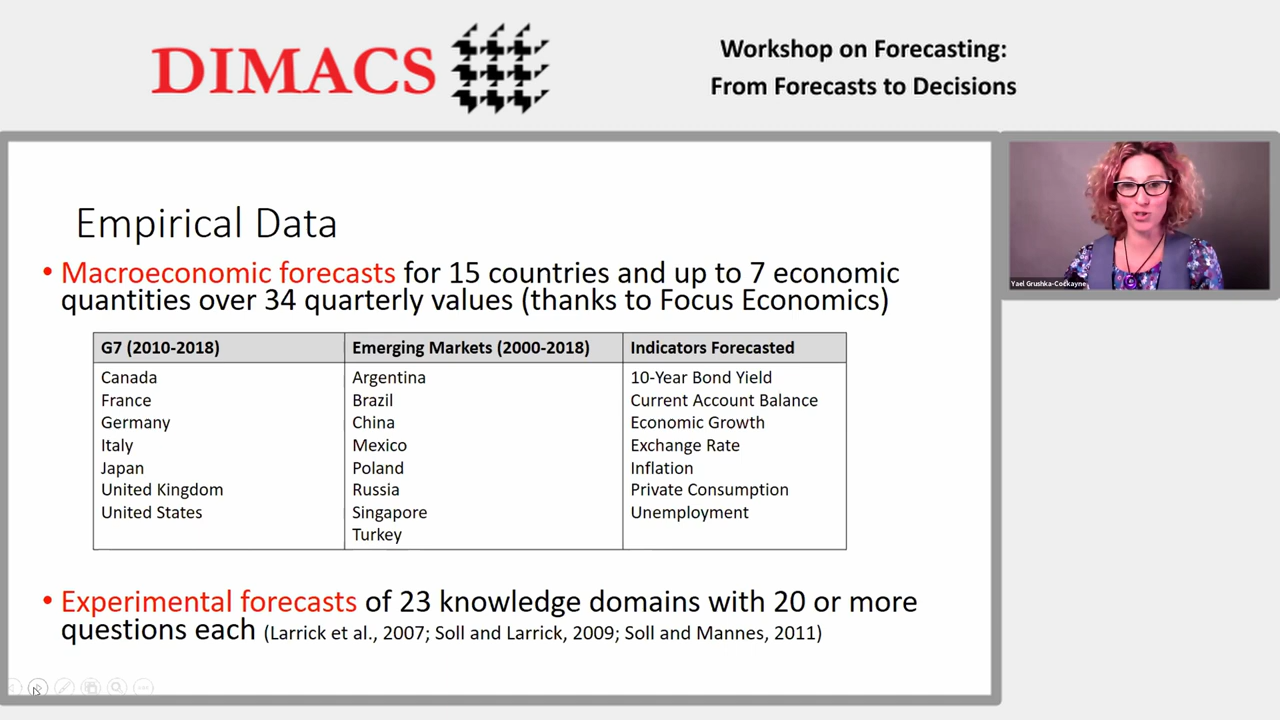 DIMACS
Workshop on Forecasting:
From Forecasts to Decisions
Empirical Data
• Macroeconomic forecasts for 15 countries and up to 7 economic
quantities over 34 quarterly values (thanks to Focus Economics)
G7 (2010-2018)
Canada
France
Germany
Italy
Japan
United Kingdom
United States
Emerging Markets (2000-2018)
Argentina
Brazil
China
Mexico
Poland
Russia
Singapore
Turkey
Indicators Forecasted
10-Year Bond Yield
Current Account Balance
Economic Growth
Exchange Rate
Inflation
Private Consumption
Unemployment
• Experimental forecasts of 23 knowledge domains with 20 or more
questions each (Larrick et al., 2007; Soll and Larrick, 2009; Soll and Mannes, 2011)
Yael Grushka-Cockayne